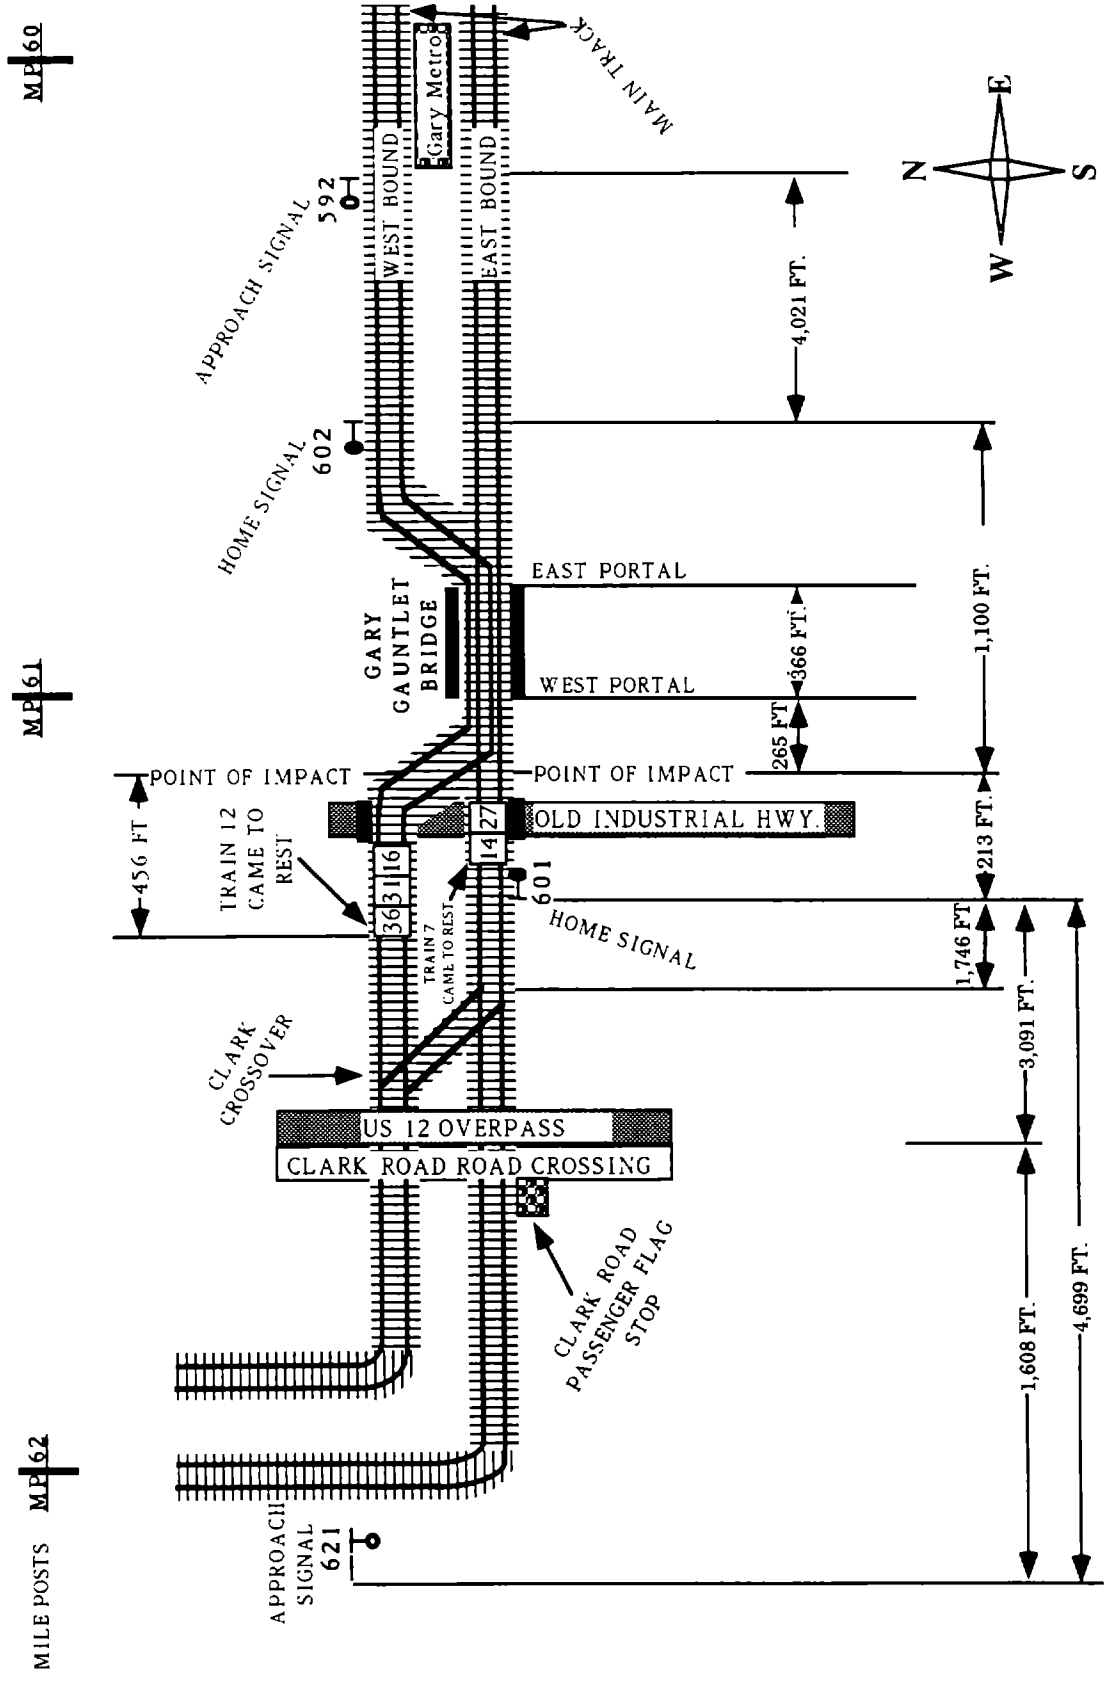 MILE POSTS
MP 62
MP 61
MP 60
456 FT
POINT OF IMPACT
TRAIN 12
CAME TO
REST
APPROACH
SIGNAL
621
CLARK
CROSSOVER
HOME SIGNAL
602
APPROACH SIGNAL
592
GARY
GAUNTLET
BRIDGE
36 31 16
WEST BOUND
Gary Metro
MAIN TRACK
TRAIN 7
CAME TO REST
14 27
EAST BOUND
US 12 OVERPASS
CLARK ROAD ROAD CROSSING
CLARK ROAD
PASSENGER FLAG
STOP
601
HOME SIGNAL
OLD INDUSTRIAL HWY.
POINT OF IMPACT
WEST PORTAL
EAST PORTAL
265 FT
366 FT.
4,021 FT.
1,746 FT
213 FT.
1,100 FT.
1,608 FT.
3,091 FT.
4,699 FT.
N
W
E
S